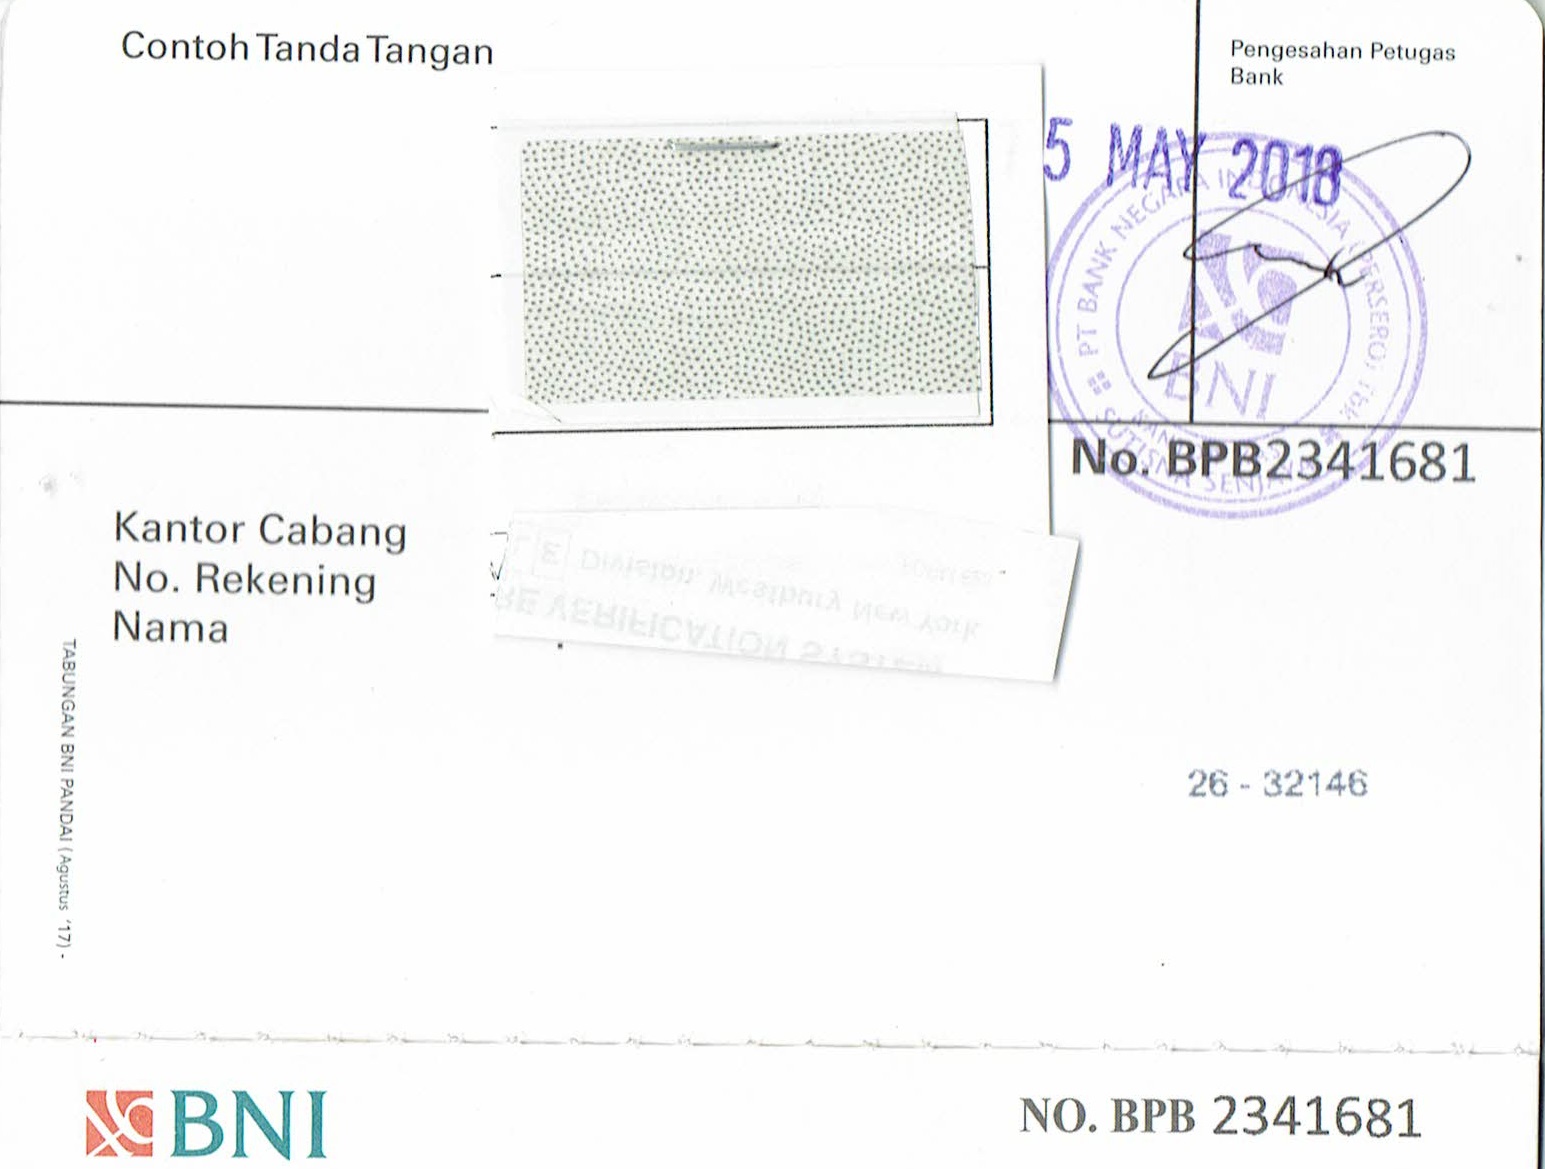 Contoh Tanda Tangan
Pengesahan Petugas
Bank
5 MAY 2018
PT BANK NEGARA INDONESIA (PERSERO) Tbk
BNI
SUTISNA SENJAYA
No. BPB2341681
Kantor Cabang
No. Rekening
Nama
Division. Westbury New York
RE VERIFICATION SYSTEM
TABUNGAN BNI PANDAI (Agustus '17) -
26 - 32146
BNI
NO. BPB 2341681